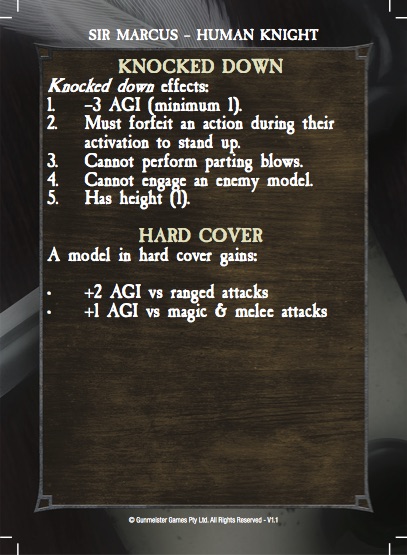 SIR MARCUS – HUMAN KNIGHT
KNOCKED DOWN
Knocked down effects:
1. –3 AGI (minimum 1).
2. Must forfeit an action during their
activation to stand up.
3. Cannot perform parting blows.
4. Cannot engage an enemy model.
5. Has height (1).
HARD COVER
A model in hard cover gains:
• +2 AGI vs ranged attacks
• +1 AGI vs magic & melee attacks
© Gunmeister Games Pty Ltd. All Rights Reserved - V1.1